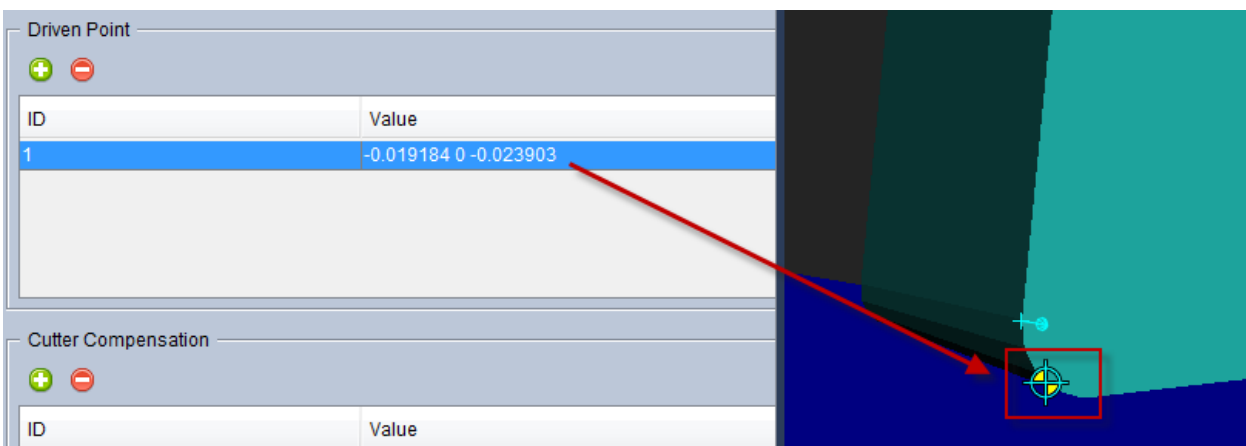 Driven Point
ID Value
1 -0.019184 0 -0.023903
Cutter Compensation
ID Value